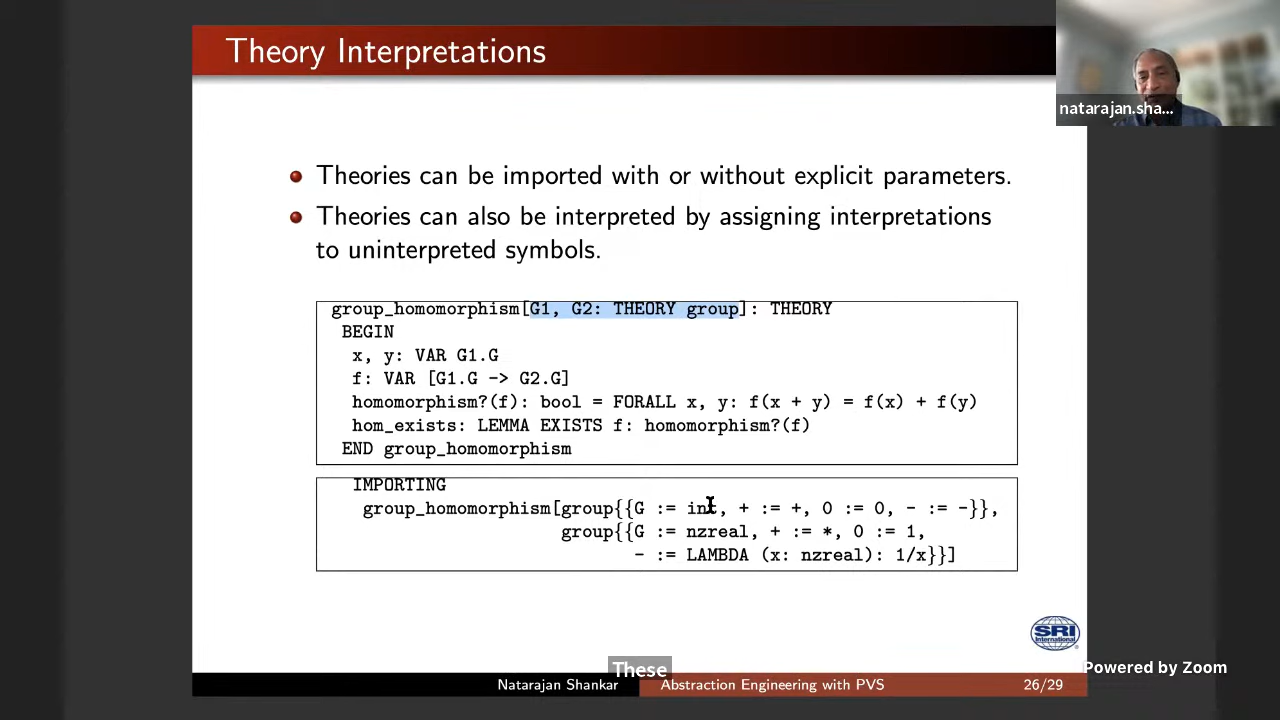 Theory Interpretations
natarajan.sha...
Theories can be imported with or without explicit parameters.
Theories can also be interpreted by assigning interpretations
to uninterpreted symbols.
group_homomorphism[G1, G2: THEORY group]: THEORY
BEGIN
x, y: VAR G1.G
f: VAR [G1.G -> G2.G]
homomorphism?(f): bool = FORALL x, y: f(x + y) = f(x) + f(y)
hom_exists: LEMMA EXISTS f: homomorphism?(f)
END group_homomorphism
IMPORTING
group_homomorphism[group{{G := int, + := +, 0 := 0, - := -}},
group{{G := nzreal, + := *, 0 := 1,
- := LAMBDA (x: nzreal): 1/x}}]
SRI
International
These
Powered by Zoom
Natarajan Shankar
Abstraction Engineering with PVS
26/29